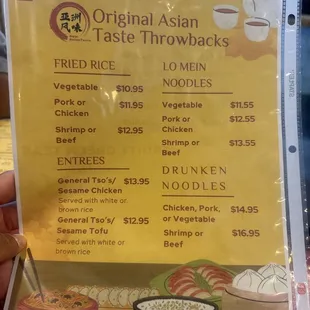 亚洲
风味
Original Asian
Taste Throwbacks
FRIED RICE
Vegetable $10.95
Pork or $11.95
Chicken
Shrimp or $12.95
Beef
ENTREES
General Tso's/ $13.95
Sesame Chicken
Served with white or
brown rice
General Tso's/ $12.95
Sesame Tofu
Served with white or
brown rice
LO MEIN
NOODLES
Vegetable $11.55
Pork or $12.55
Chicken
Shrimp or $13.55
Beef
DRUNKEN
NOODLES
Chicken, Pork, $14.95
or Vegetable
Shrimp or $16.95
Beef